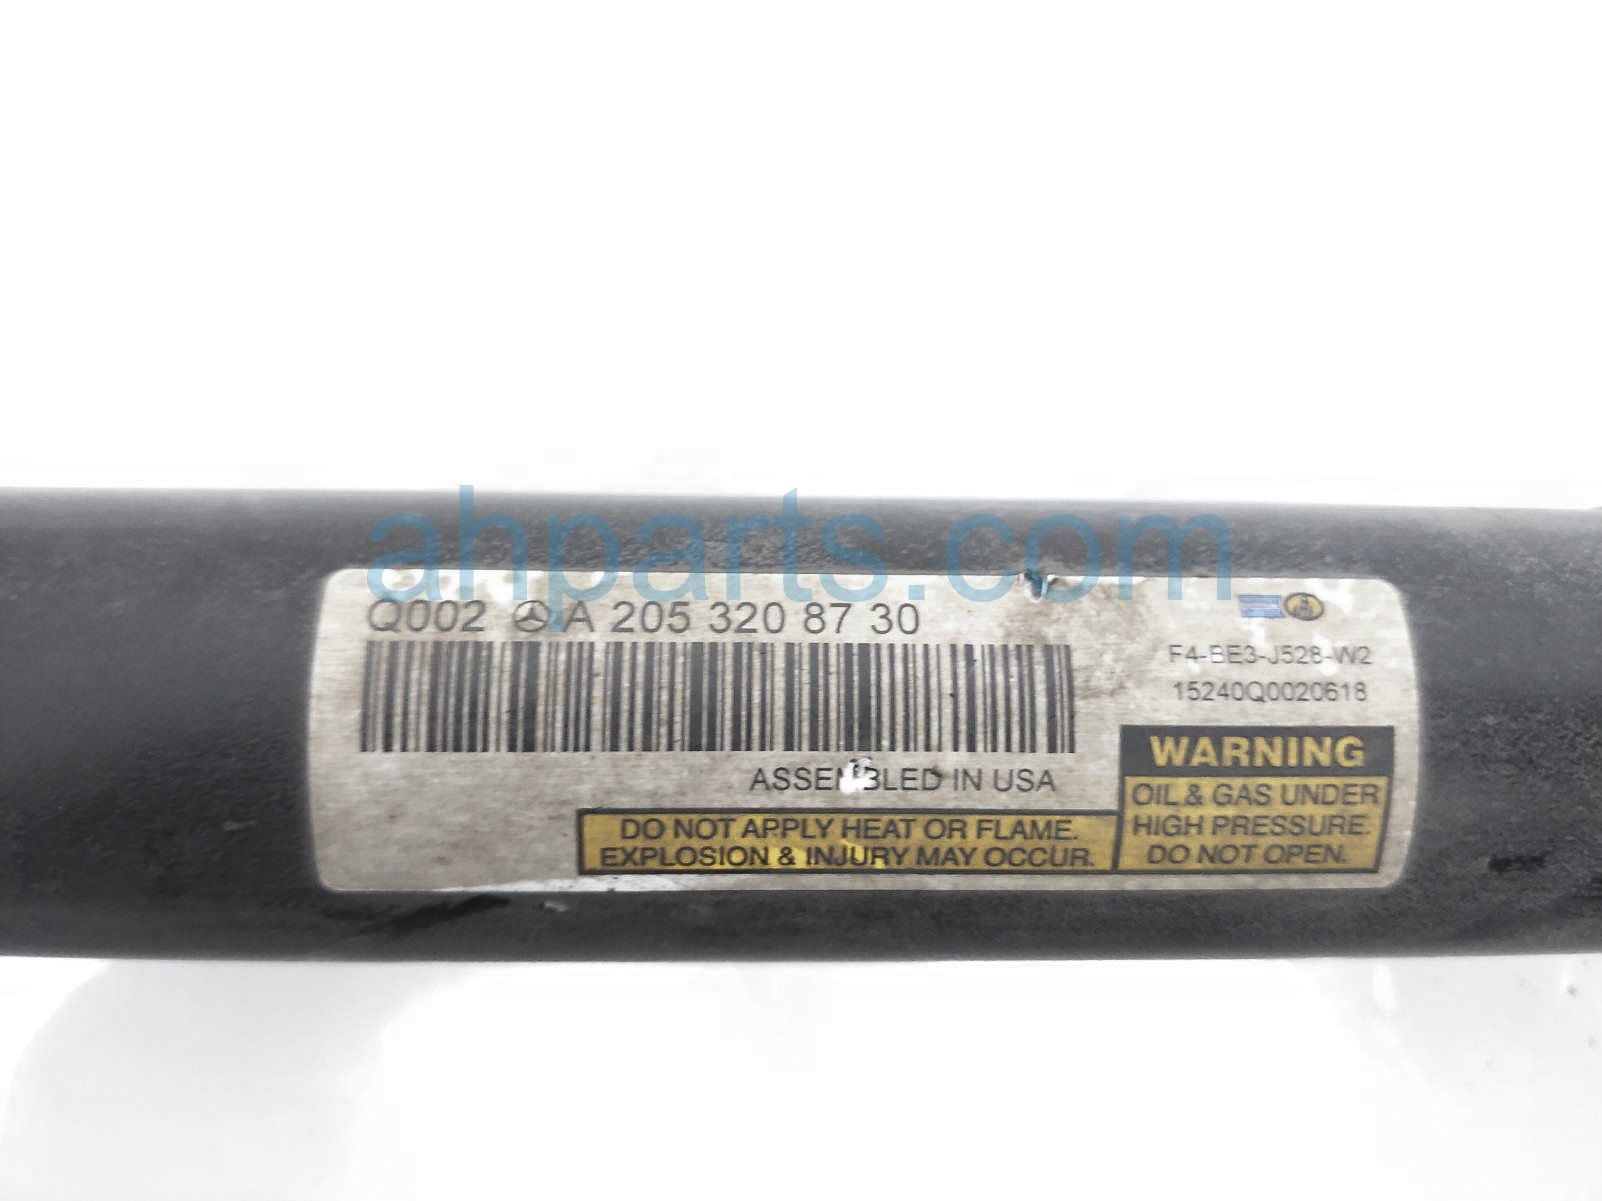 ahparts.com
Q002 A 205 320 87 30
F4-BE3-J528-W2
15240Q0020618
ASSEMBLED IN USA
WARNING
OIL & GAS UNDER
HIGH PRESSURE.
DO NOT OPEN.
DO NOT APPLY HEAT OR FLAME.
EXPLOSION & INJURY MAY OCCUR.